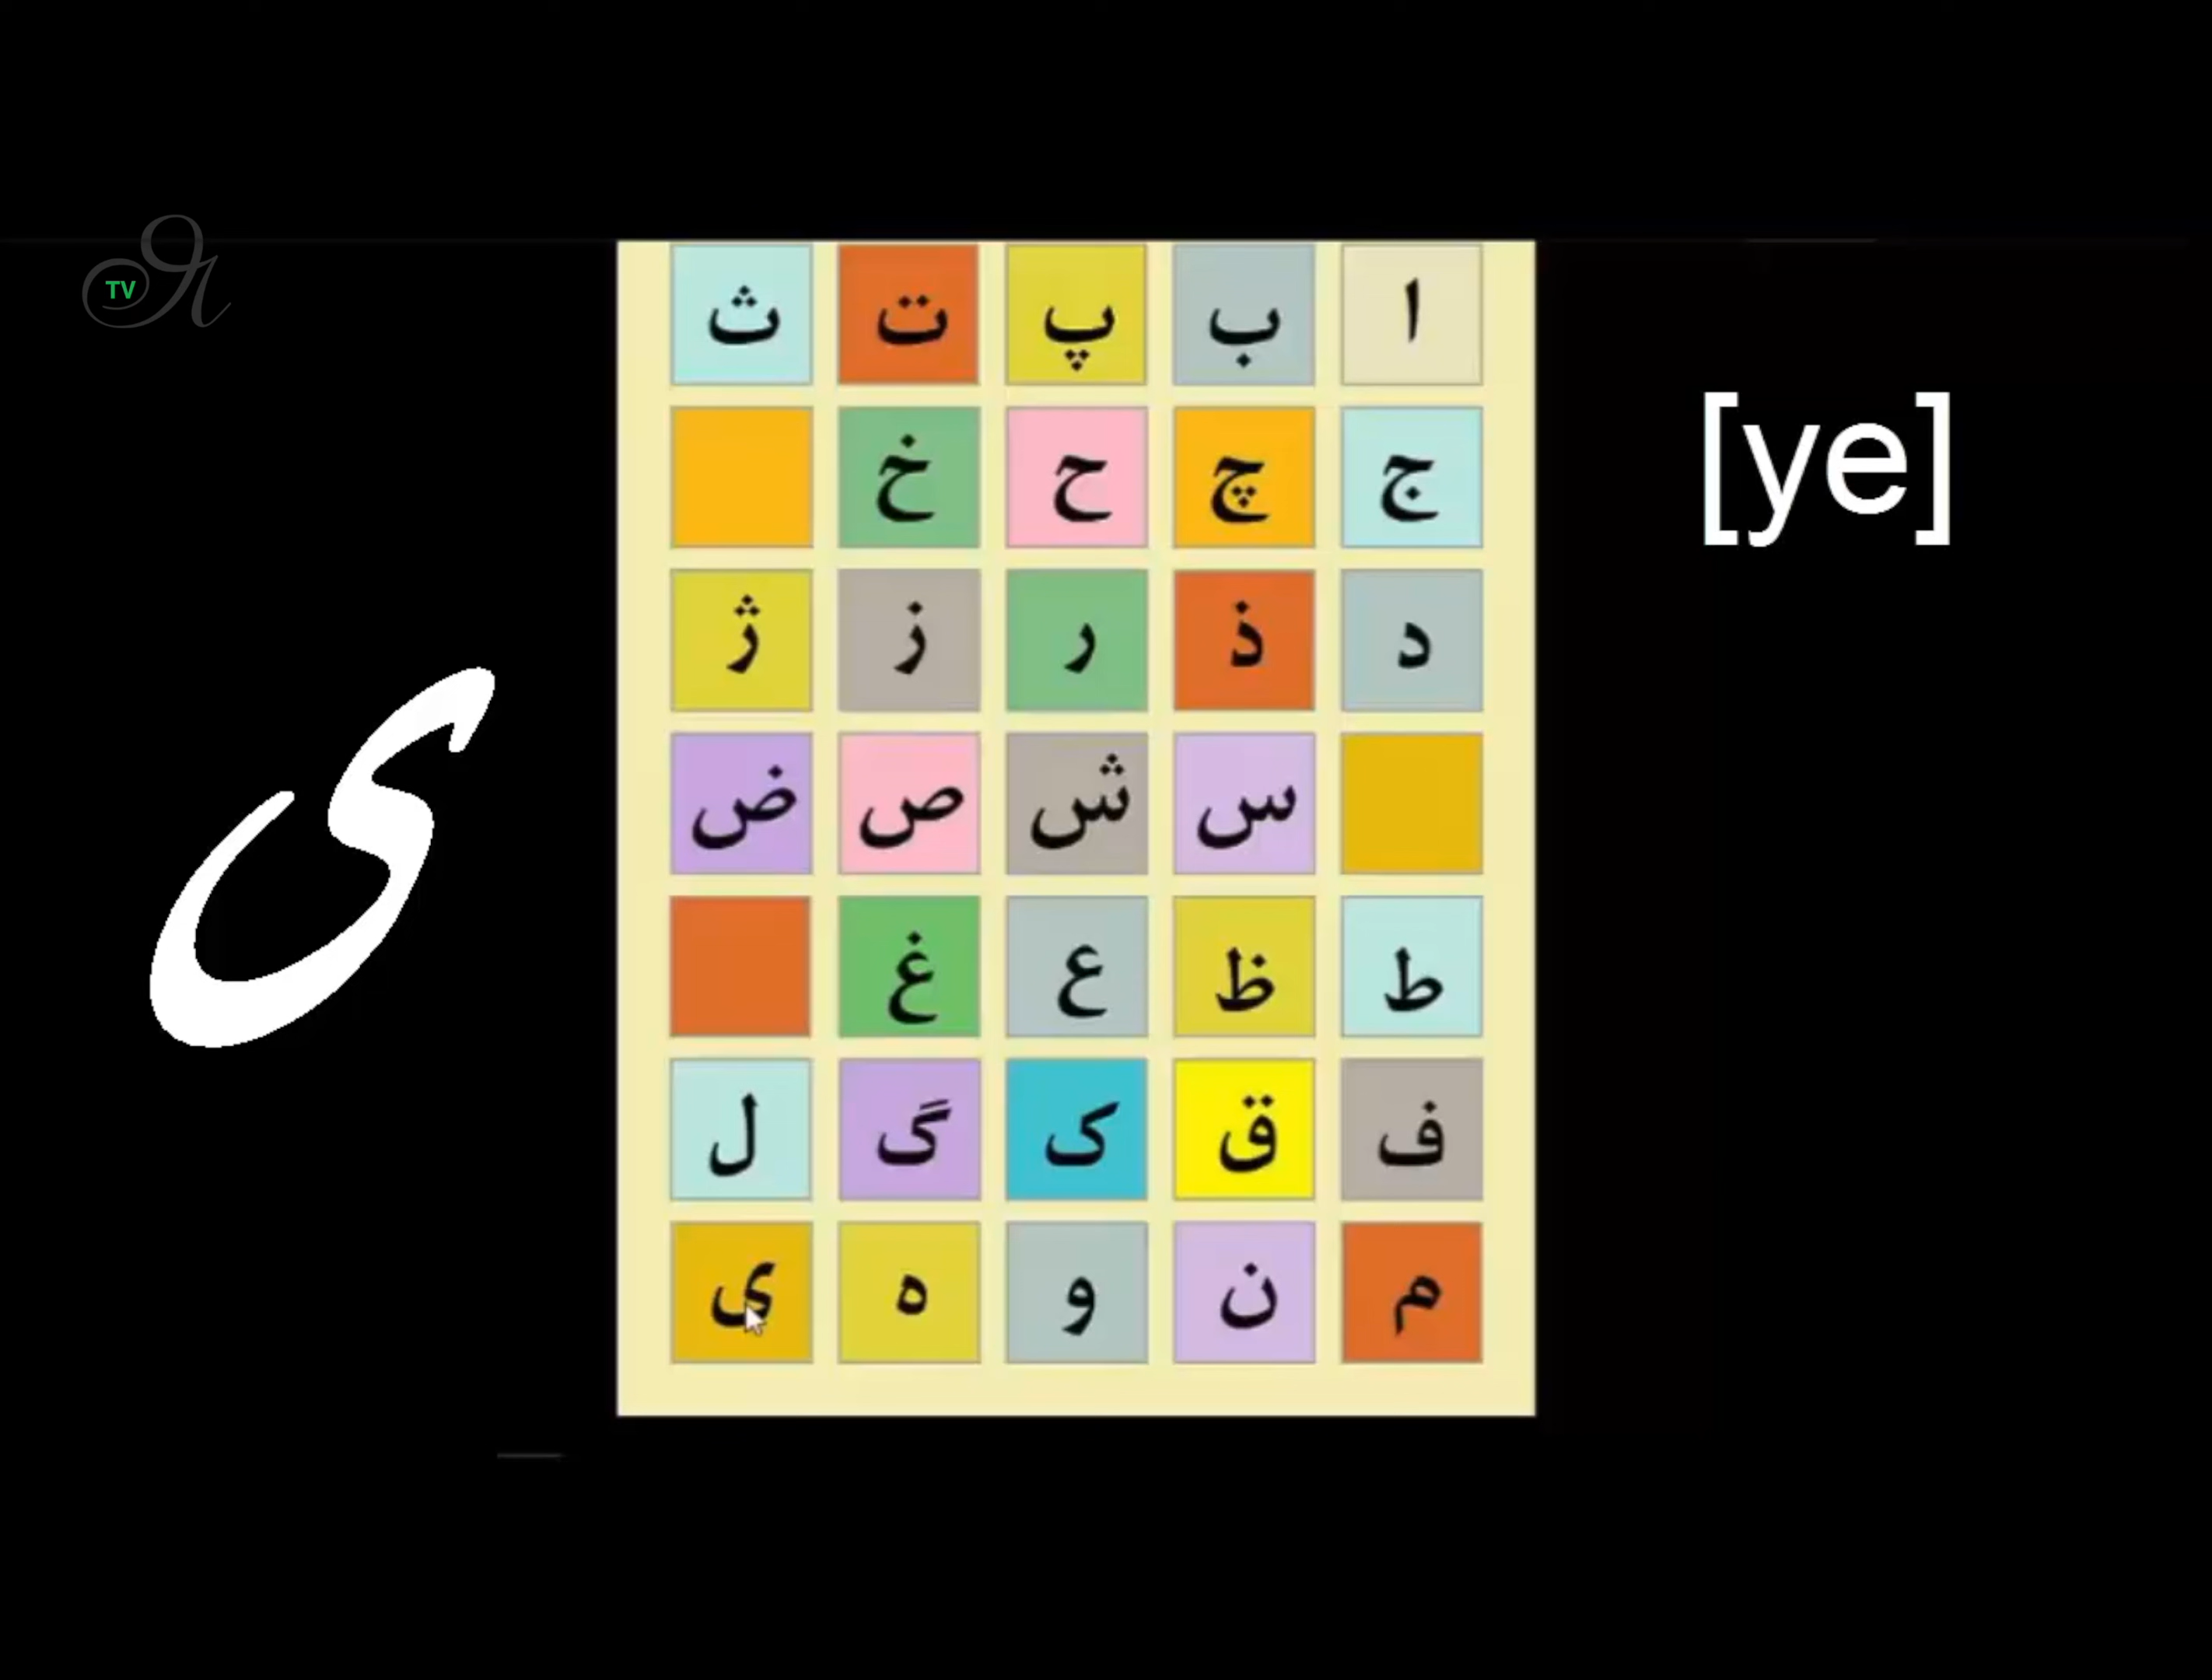 TV Я
ا ب پ ت ث
[ye]
ج چ ح خ
د ذ ر ز ژ
س ش ص ض
ی
ط ظ ع غ
ف ق ک گ ل
م ن و ه ی